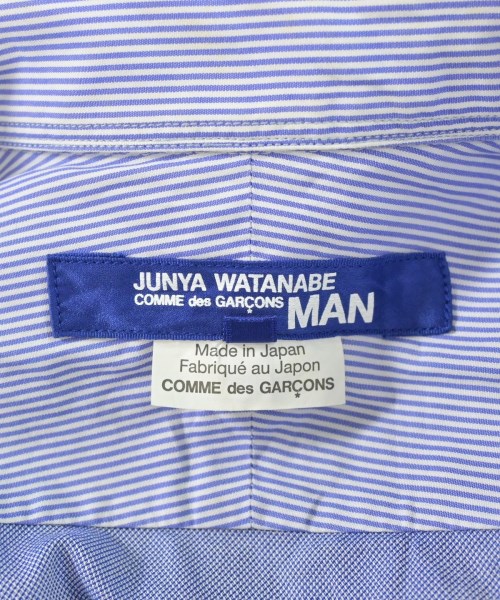 JUNYA WATANABE
COMME des GARÇONS MAN
Made in Japan
Fabriqué au Japon
COMME des GARÇONS